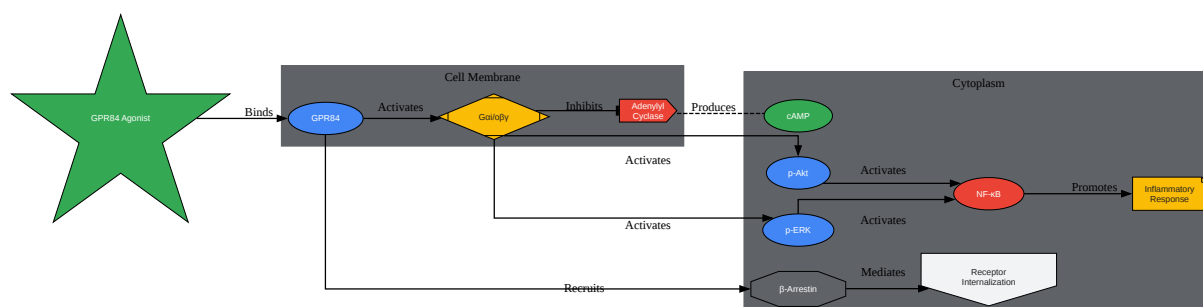 Cell Membrane
Cytoplasm
GPR84 Agonist
Binds
GPR84
Activates
Gαi/oβγ
Inhibits
Adenylyl
Cyclase
Produces
cAMP
Activates
p-Akt
Activates
NF-κB
Promotes
Inflammatory
Response
Activates
p-ERK
Activates
Recruits
β-Arrestin
Mediates
Receptor
Internalization